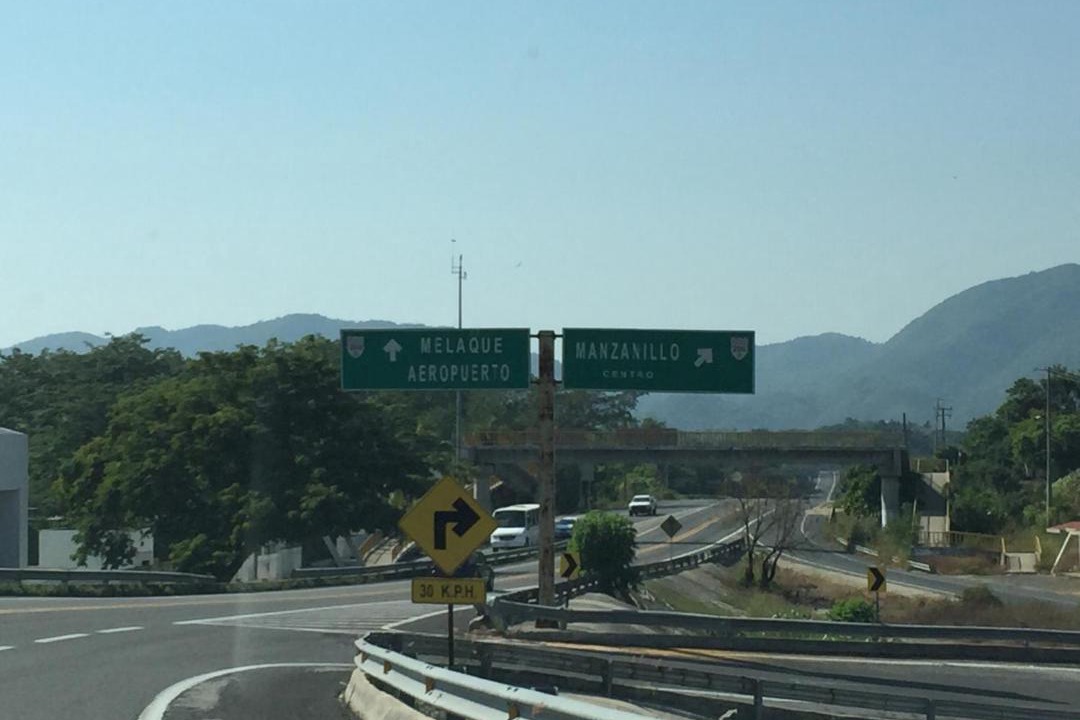 MELAQUE
AEROPUERTO
MANZANILLO
CENTRO
30 K.P.H.